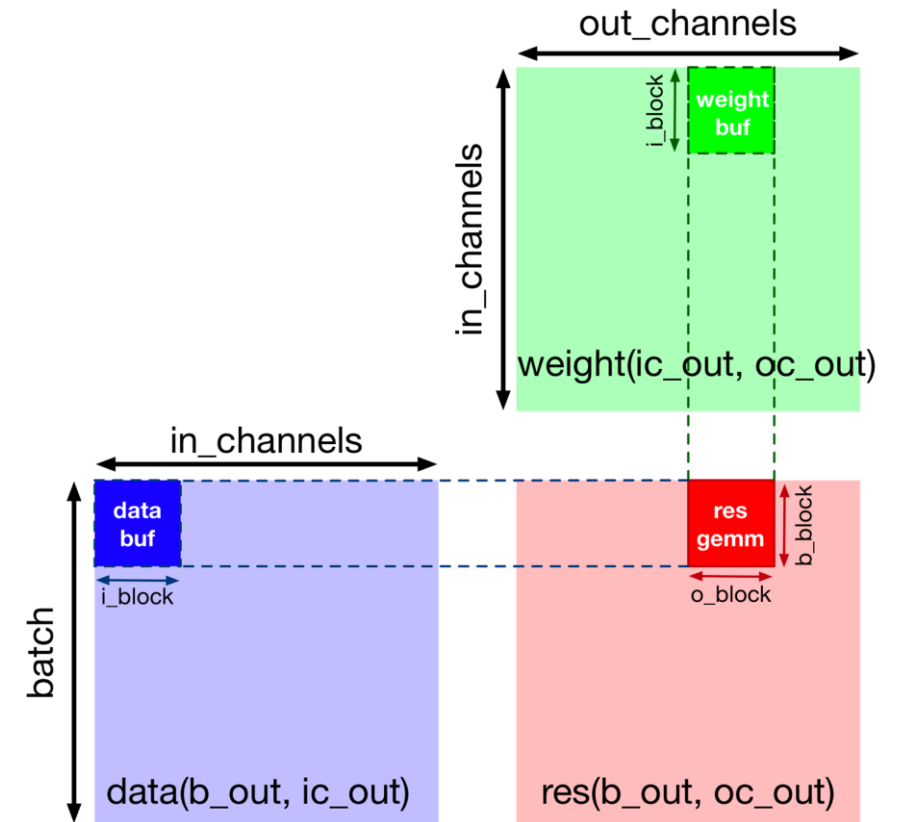 out_channels
i_block
weight
buf
in_channels
weight(ic_out, oc_out)
in_channels
data
buf
i_block
res
gemm
b_block
o_block
batch
data(b_out, ic_out)
res(b_out, oc_out)